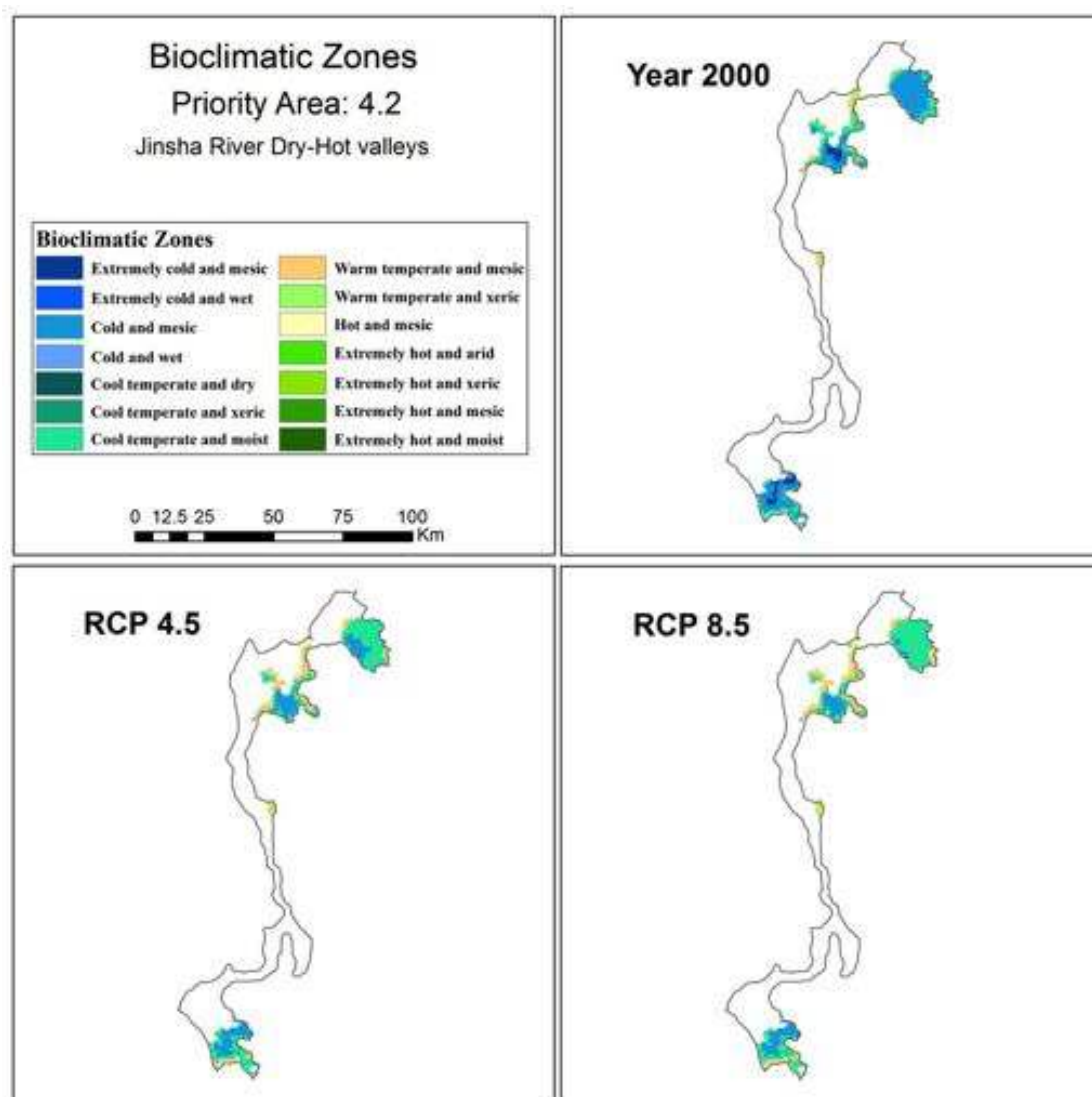 Bioclimatic Zones
Priority Area: 4.2
Jinsha River Dry-Hot valleys
Bioclimatic Zones
Extremely cold and mesic
Extremely cold and wet
Cold and mesic
Cold and wet
Cool temperate and dry
Cool temperate and xeric
Cool temperate and moist
Warm temperate and mesic
Warm temperate and xeric
Hot and mesic
Extremely hot and arid
Extremely hot and xeric
Extremely hot and mesic
Extremely hot and moist
0 12.5 25 50 75 100
Km
Year 2000
RCP 4.5
RCP 8.5